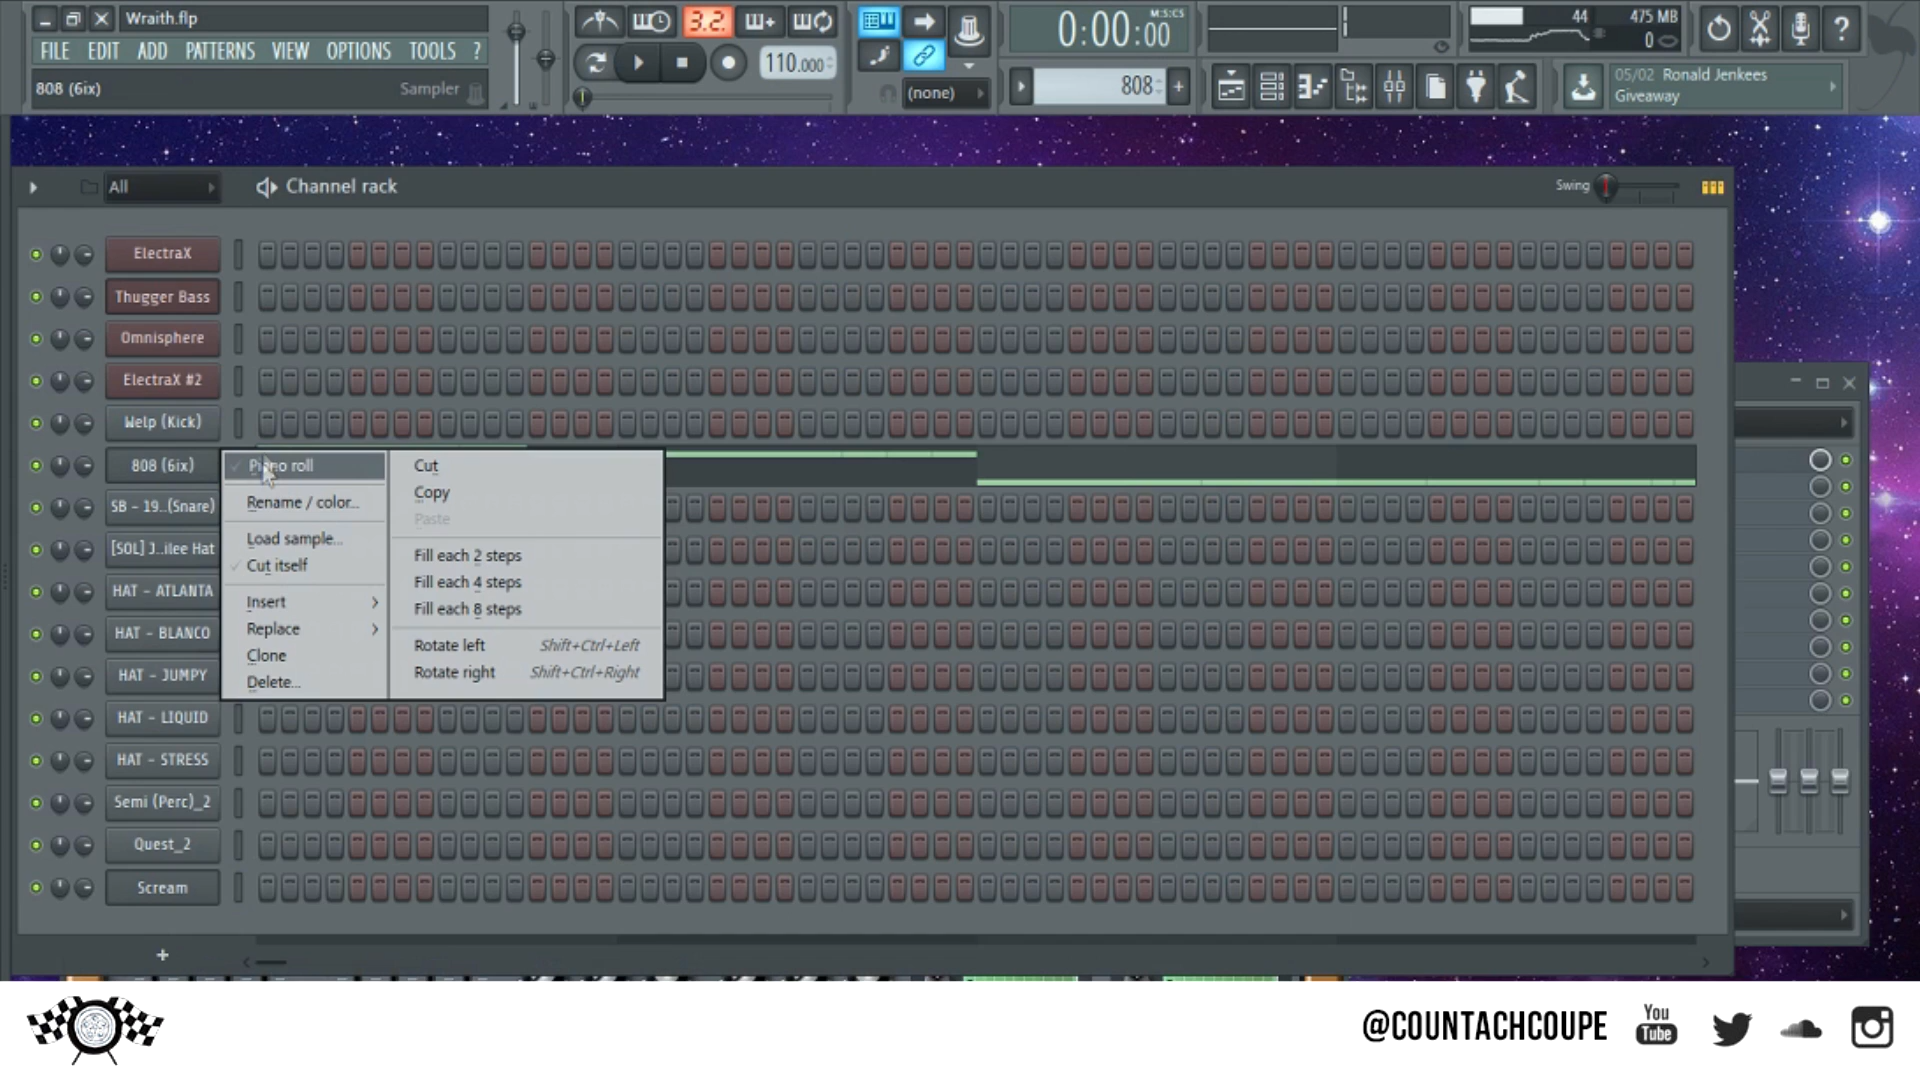 Wraith.flp
FILE EDIT ADD PATTERNS VIEW OPTIONS TOOLS ?
808 (6ix) Sampler
3.2.
110.000
(none)
0:00:00
M:S:CS
808
+
44
475 MB
0
?
05/02 Ronald Jenkees
Giveaway
All
Channel rack
Swing
ElectraX
Thugger Bass
Omnisphere
ElectraX #2
Welp (Kick)
808 (6ix)
SB - 19..(Snare)
[SOL] J..ilee Hat
HAT - ATLANTA
HAT - BLANCO
HAT - JUMPY
HAT - LIQUID
HAT - STRESS
Semi (Perc)_2
Quest_2
Scream
+
Piano roll
Rename / color...
Load sample...
Cut itself
Insert
Replace
Clone
Delete...
Cut
Copy
Paste
Fill each 2 steps
Fill each 4 steps
Fill each 8 steps
Rotate left Shift+Ctrl+Left
Rotate right Shift+Ctrl+Right
@COUNTACHCOUPE
You
Tube